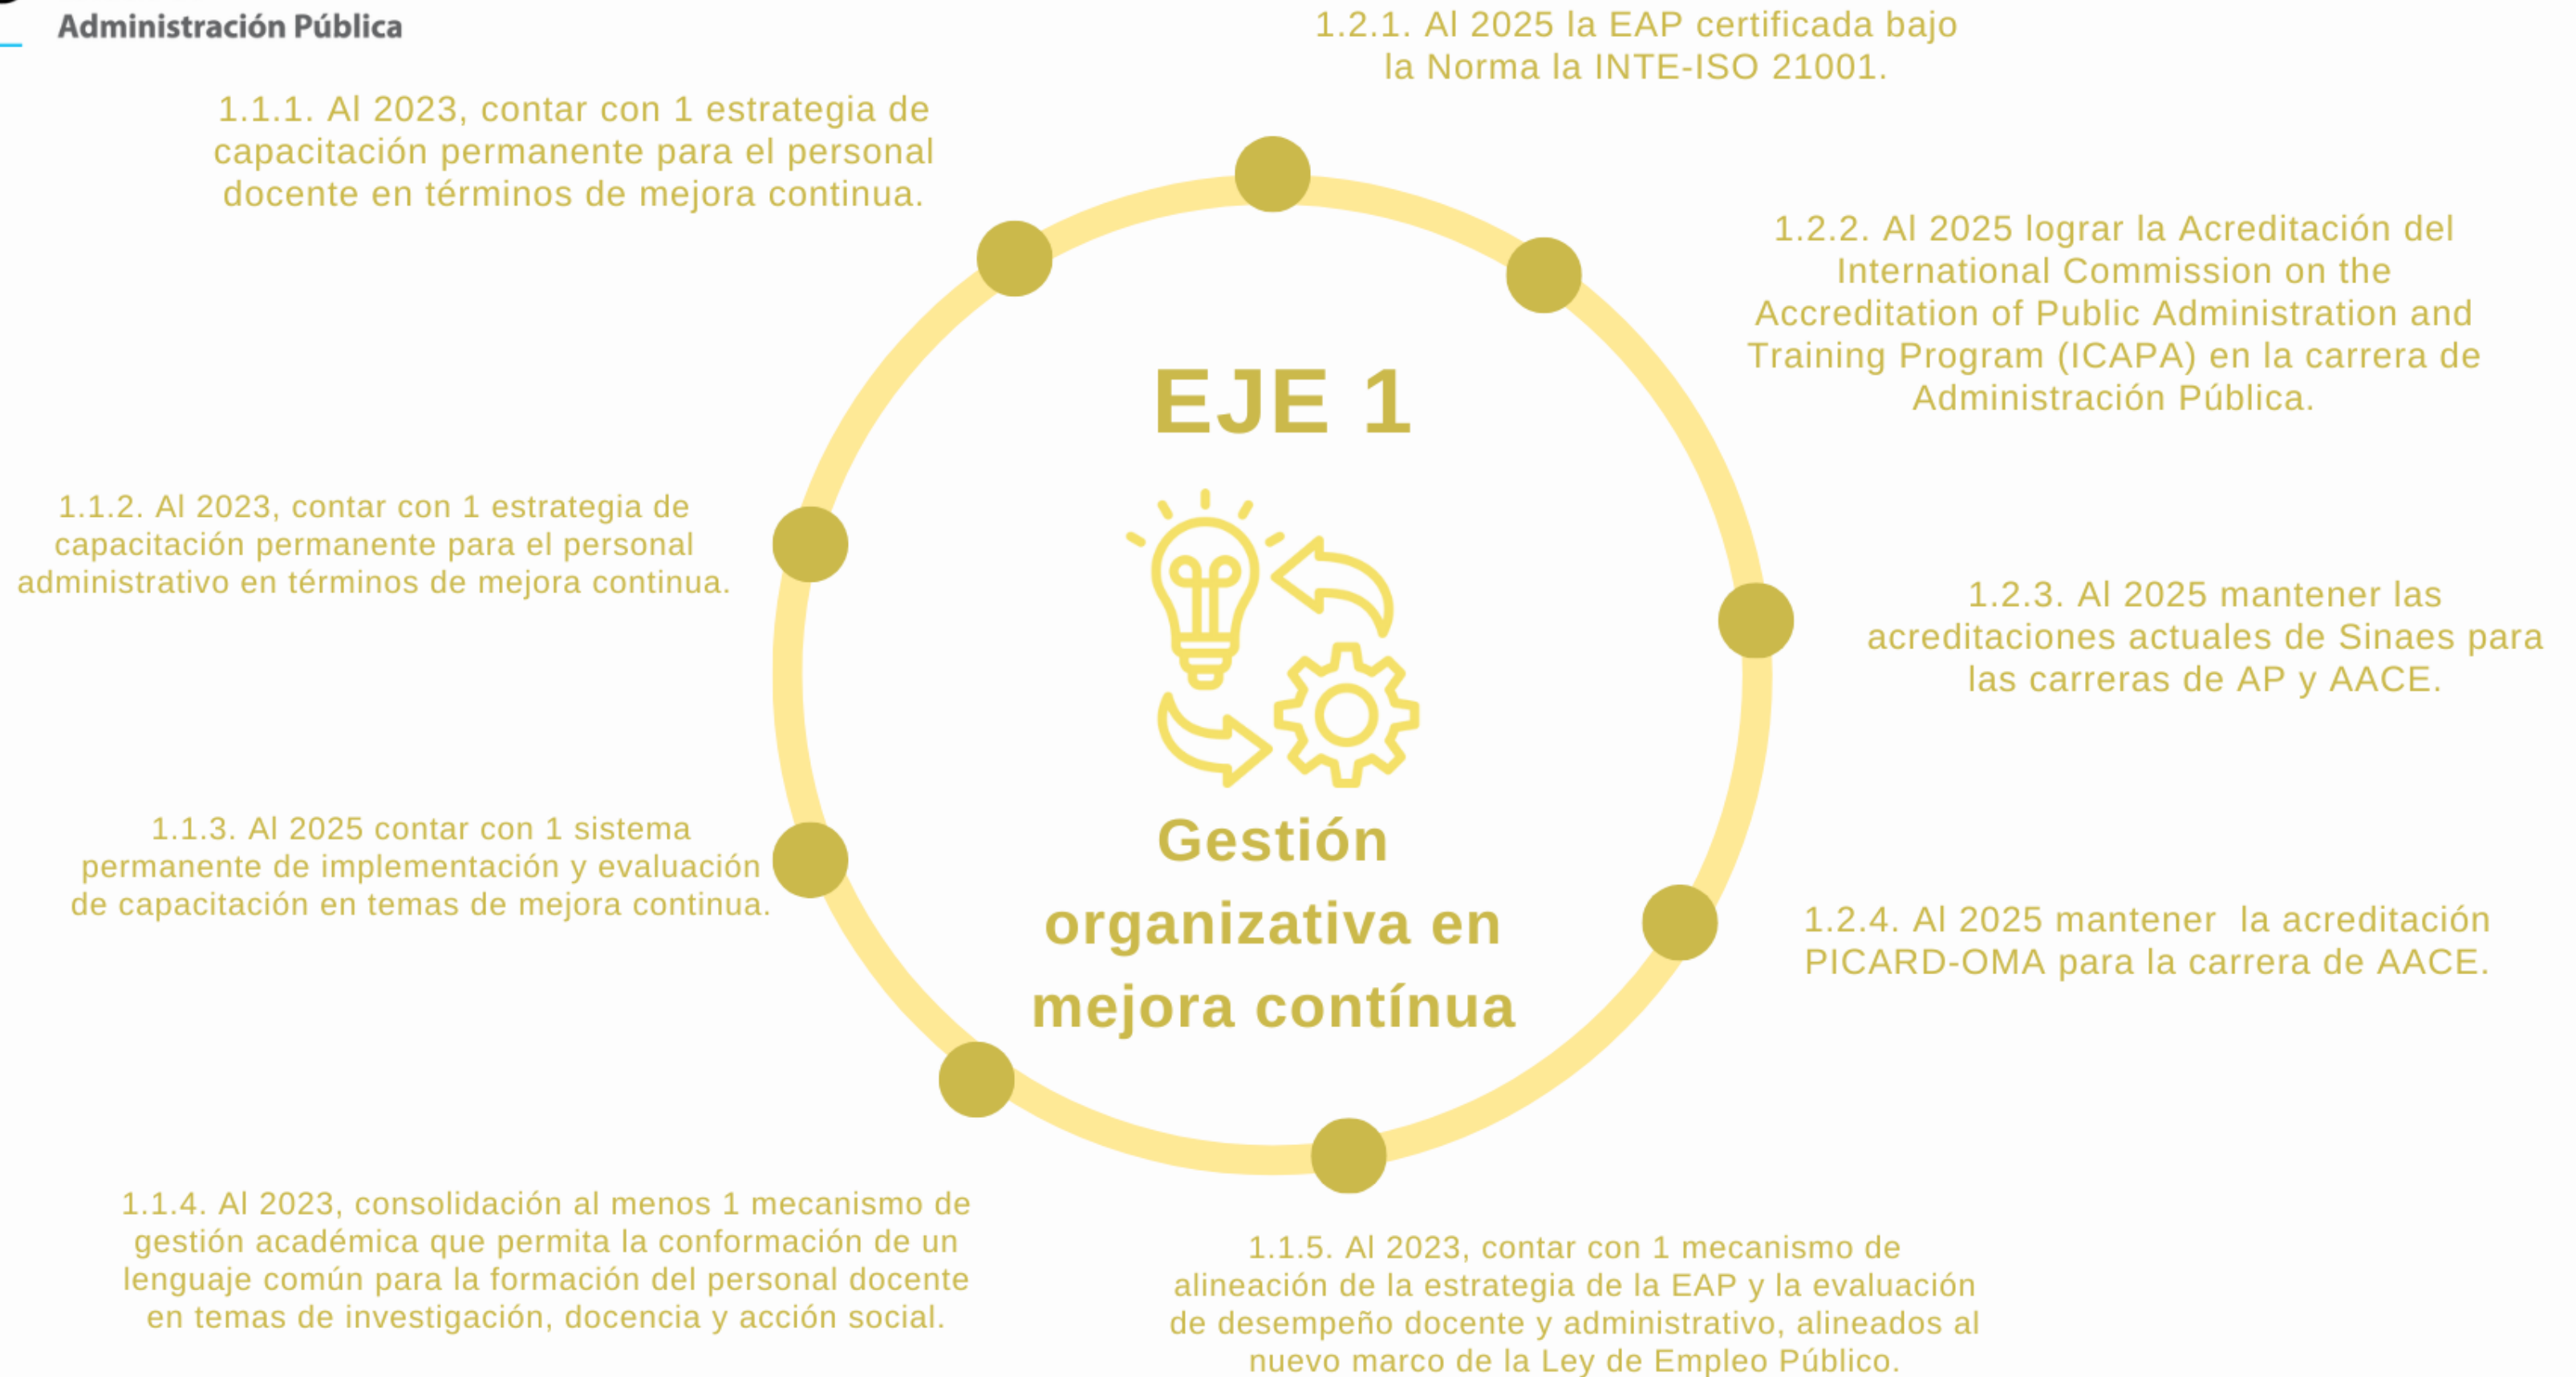 Administración Pública
1.1.1. Al 2023, contar con 1 estrategia de
capacitación permanente para el personal
docente en términos de mejora continua.
1.1.2. Al 2023, contar con 1 estrategia de
capacitación permanente para el personal
administrativo en términos de mejora continua.
1.1.3. Al 2025 contar con 1 sistema
permanente de implementación y evaluación
de capacitación en temas de mejora continua.
1.1.4. Al 2023, consolidación al menos 1 mecanismo de
gestión académica que permita la conformación de un
lenguaje común para la formación del personal docente
en temas de investigación, docencia y acción social.
1.1.5. Al 2023, contar con 1 mecanismo de
alineación de la estrategia de la EAP y la evaluación
de desempeño docente y administrativo, alineados al
nuevo marco de la Ley de Empleo Público.
EJE 1
Gestión
organizativa en
mejora contínua
1.2.1. Al 2025 la EAP certificada bajo
la Norma la INTE-ISO 21001.
1.2.2. Al 2025 lograr la Acreditación del
International Commission on the
Accreditation of Public Administration and
Training Program (ICAPA) en la carrera de
Administración Pública.
1.2.3. Al 2025 mantener las
acreditaciones actuales de Sinaes para
las carreras de AP y AACE.
1.2.4. Al 2025 mantener  la acreditación
PICARD-OMA para la carrera de AACE.